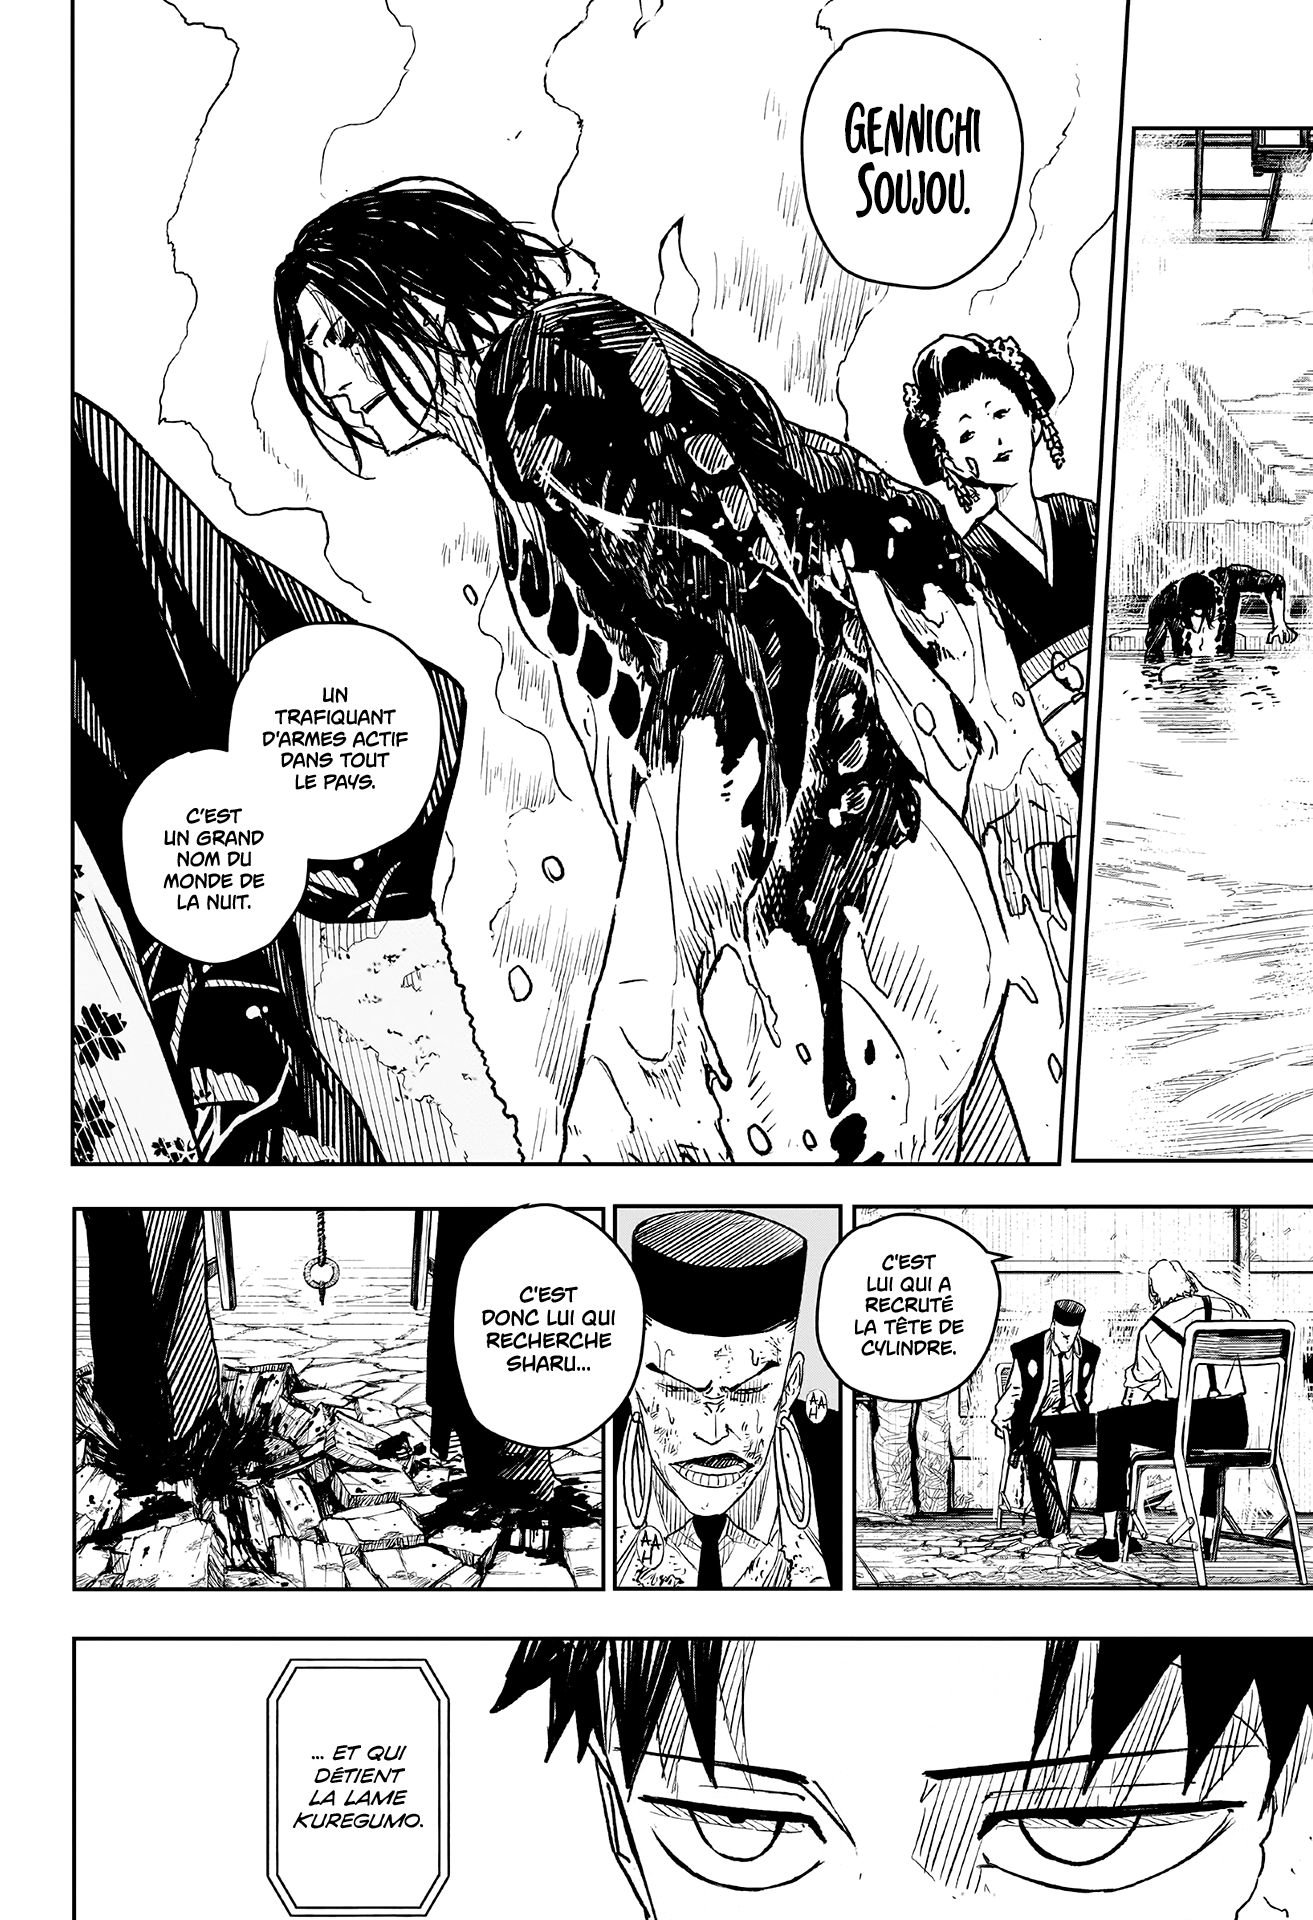 GENNICHI
SOUJOU.
UN
TRAFIQUANT
D'ARMES ACTIF
DANS TOUT
LE PAYS.
C'EST
UN GRAND
NOM DU
MONDE DE
LA NUIT.
C'EST
LUI QUI A
RECRUTÉ
LA TÊTE DE
CYLINDRE.
AAH
AAH
C'EST
DONC LUI QUI
RECHERCHE
SHARU...
... ET QUI
DÉTIENT
LA LAME
KUREGUMO.